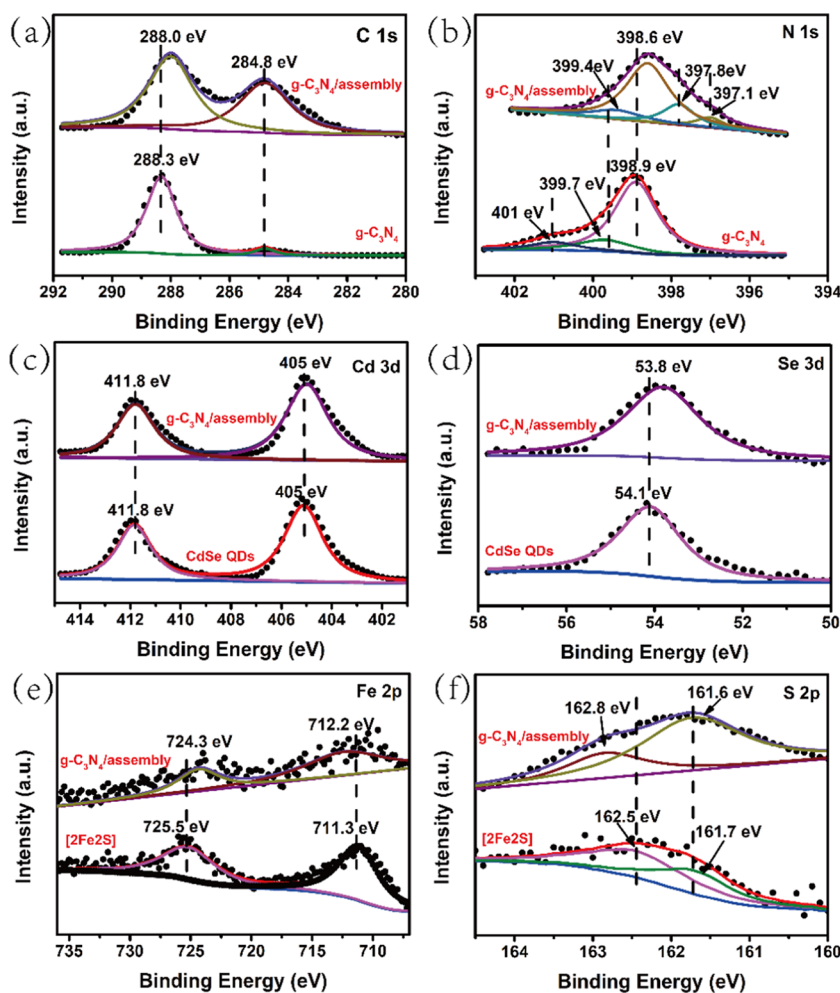 (a)
C 1s
288.0 eV
284.8 eV
g-C3N4/assembly
288.3 eV
g-C3N4
Intensity (a.u.)
292 290 288 286 284 282 280
Binding Energy (eV)
(b)
N 1s
398.6 eV
399.4eV
397.8eV
397.1 eV
g-C3N4/assembly
398.9eV
399.7 eV
401 eV
g-C3N4
Intensity (a.u.)
402 400 398 396 394
Binding Energy (eV)
(c)
Cd 3d
411.8 eV
405 eV
g-C3N4/assembly
411.8 eV
405 eV
CdSe QDs
Intensity (a.u.)
414 412 410 408 406 404 402
Binding Energy (eV)
(d)
Se 3d
53.8 eV
g-C3N4/assembly
54.1 eV
CdSe QDs
Intensity (a.u.)
58 56 54 52 50
Binding Energy (eV)
(e)
Fe 2p
712.2 eV
724.3 eV
g-C3N4/assembly
725.5 eV
711.3 eV
[2Fe2S]
Intensity (a.u.)
735 730 725 720 715 710
Binding Energy (eV)
(f)
S 2p
161.6 eV
162.8 eV
g-C3N4/assembly
162.5 eV
161.7 eV
[2Fe2S]
Intensity (a.u.)
164 163 162 161 160
Binding Energy (eV)